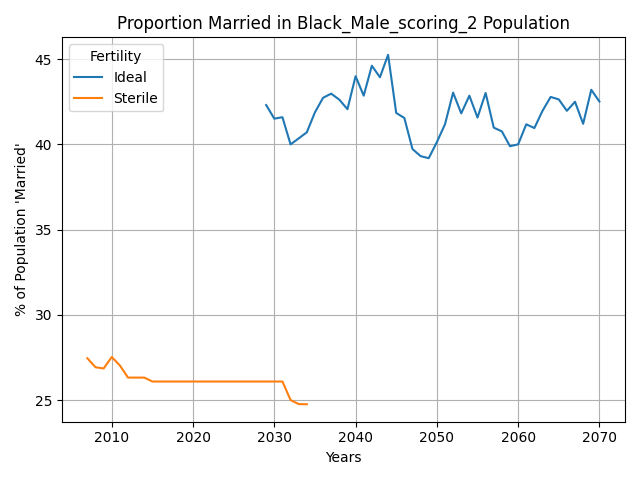 Proportion Married in Black_Male_scoring_2 Population
Fertility
Ideal
Sterile
% of Population 'Married'
45
40
35
30
25
2010 2020 2030 2040 2050 2060 2070
Years